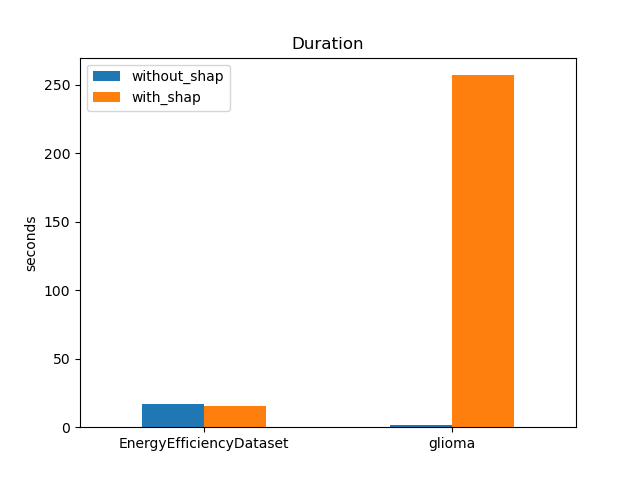 Duration
without_shap
with_shap
seconds
250
200
150
100
50
0
EnergyEfficiencyDataset
glioma